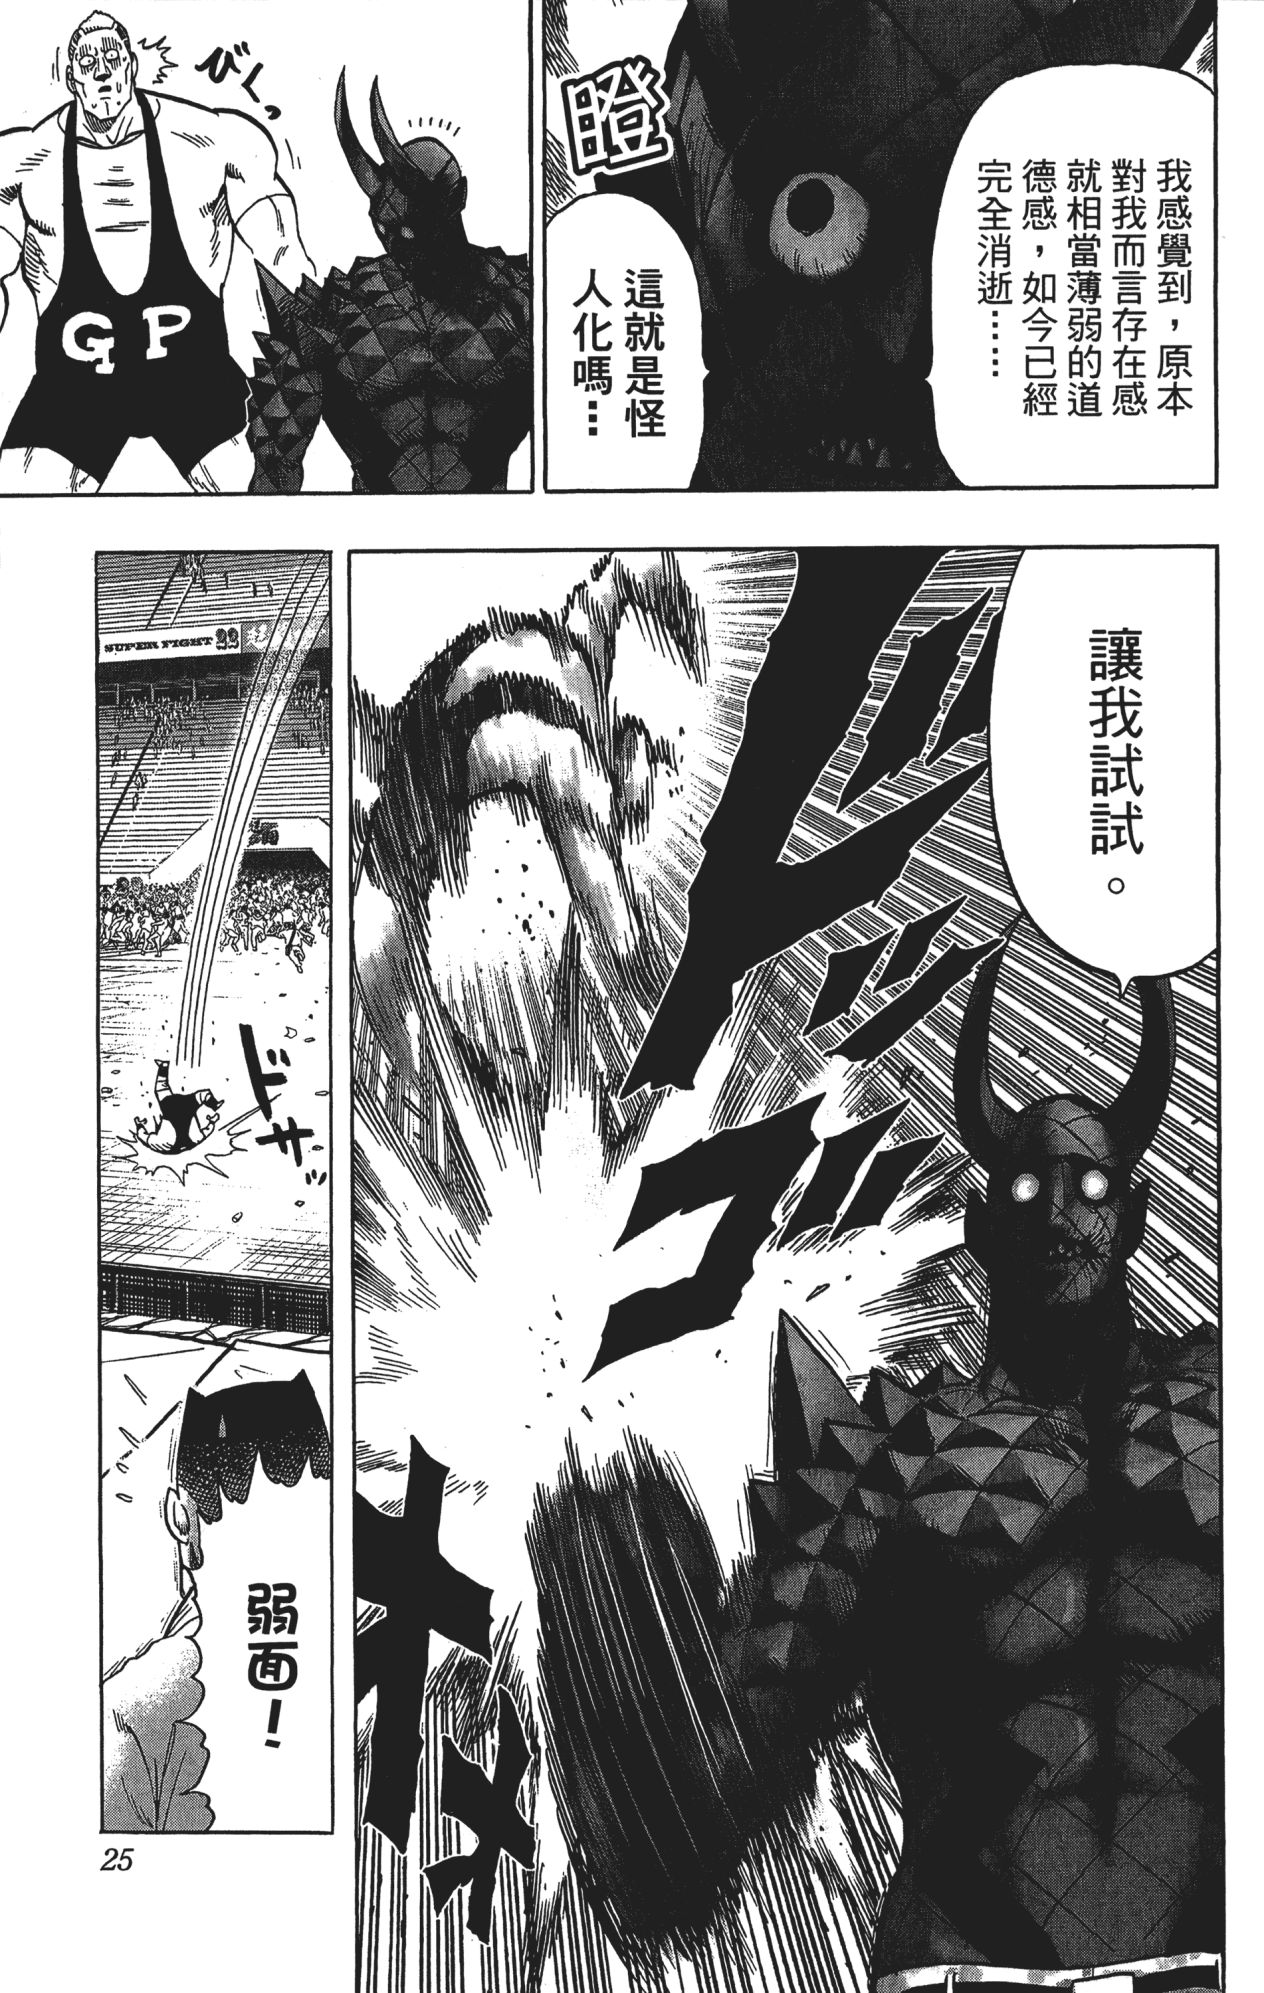 我感覺到，原本
對我而言存在感
就相當薄弱的道
德感，如今已經
完全消逝……
瞪
這就是怪
人化嗎…
びくっ
GP
讓我試試。
SUPER FIGHT 22
ドサッ
弱面！
25